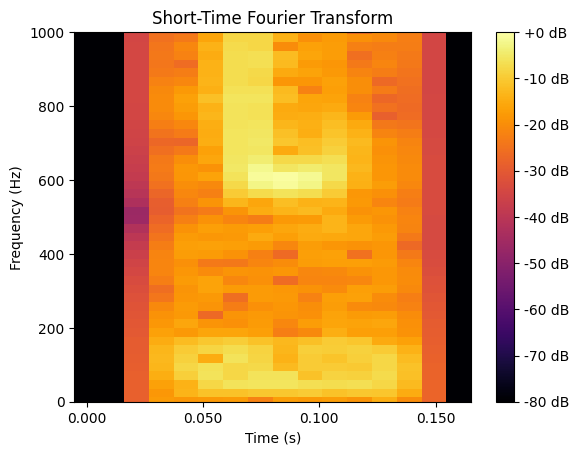 Short-Time Fourier Transform
1000
800
600
400
200
0
Frequency (Hz)
0.000
0.050
0.100
0.150
Time (s)
+0 dB
-10 dB
-20 dB
-30 dB
-40 dB
-50 dB
-60 dB
-70 dB
-80 dB